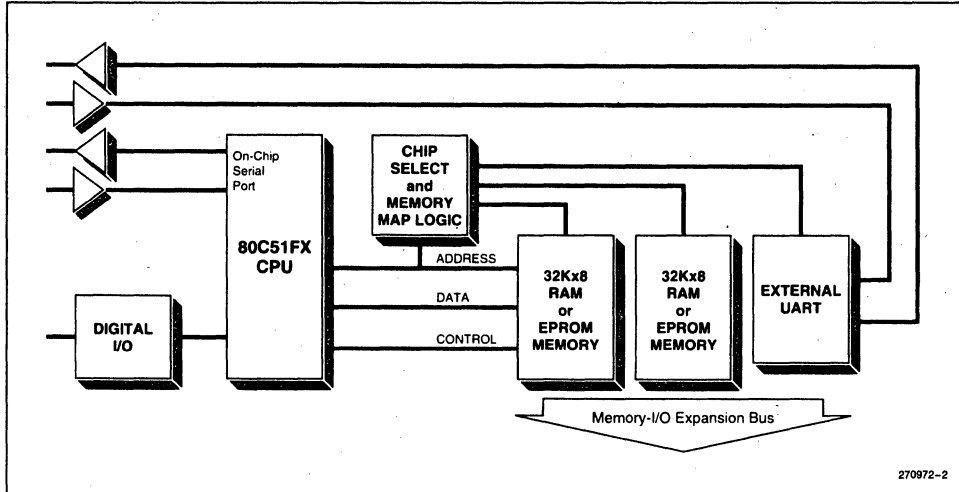 On-Chip
Serial
Port
80C51FX
CPU
CHIP
SELECT
and
MEMORY
MAP LOGIC
ADDRESS
DATA
CONTROL
DIGITAL
I/O
32Kx8
RAM
or
EPROM
MEMORY
32Kx8
RAM
or
EPROM
MEMORY
EXTERNAL
UART
Memory-I/O Expansion Bus
270972-2